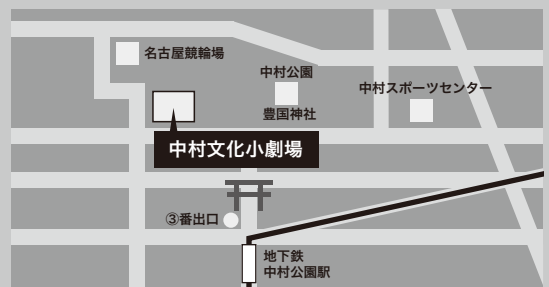 名古屋競輪場
中村公園
豊国神社
中村スポーツセンター
中村文化小劇場
③番出口
地下鉄
中村公園駅